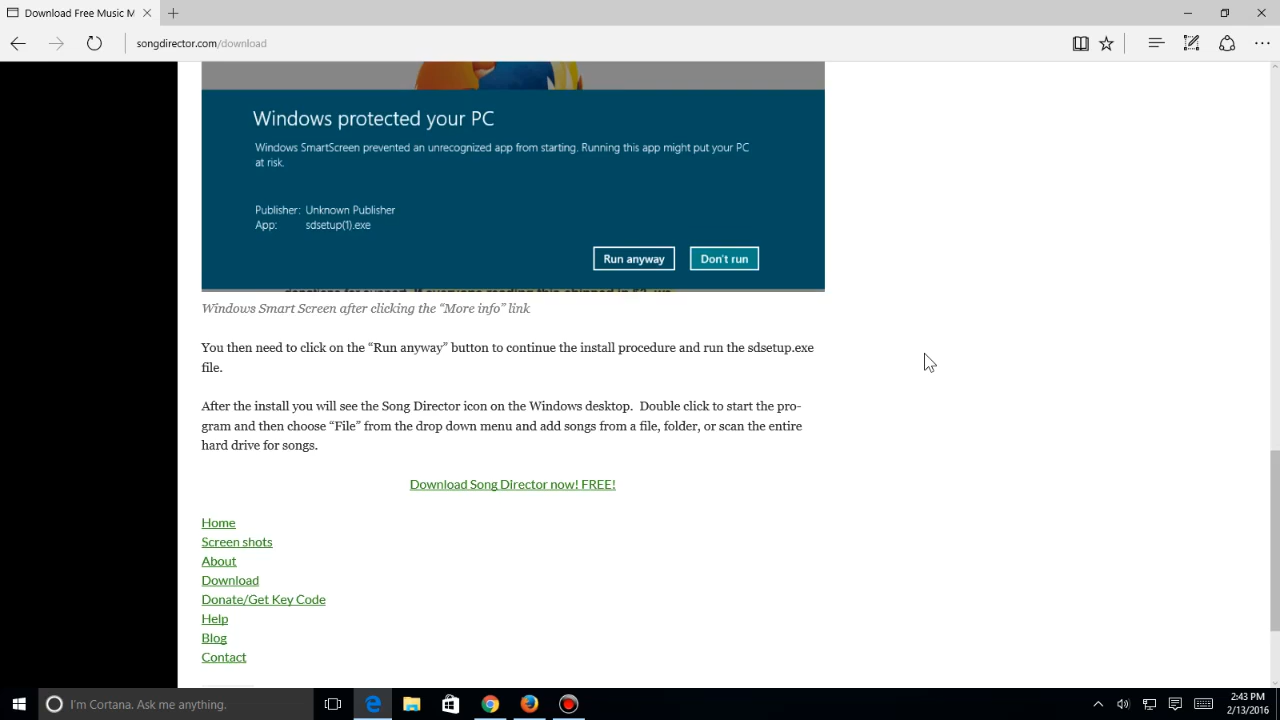 Download Free Music M
songdirector.com/download
Windows protected your PC
Windows SmartScreen prevented an unrecognized app from starting. Running this app might put your PC
at risk.
Publisher: Unknown Publisher
App: sdsetup(1).exe
Run anyway
Don't run
Windows Smart Screen after clicking the “More info” link
You then need to click on the “Run anyway” button to continue the install procedure and run the sdsetup.exe
file.
After the install you will see the Song Director icon on the Windows desktop. Double click to start the pro-
gram and then choose “File” from the drop down menu and add songs from a file, folder, or scan the entire
hard drive for songs.
Download Song Director now! FREE!
Home
Screen shots
About
Download
Donate/Get Key Code
Help
Blog
Contact
I'm Cortana. Ask me anything.
2:43 PM
2/13/2016